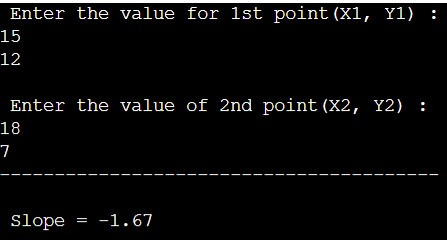 Enter the value for 1st point(X1, Y1) :
15
12
Enter the value of 2nd point(X2, Y2) :
18
7
----------------------------------------
Slope = -1.67